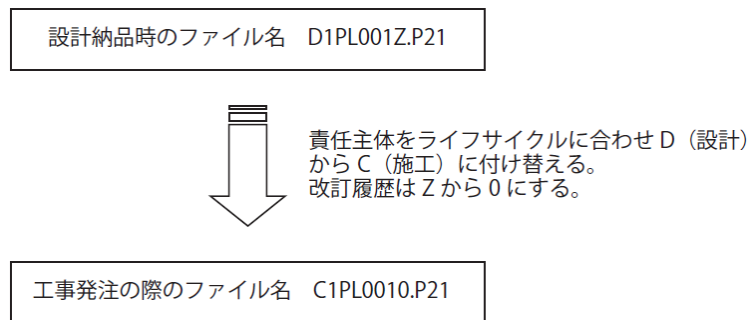 設計納品時のファイル名　D1PL001Z.P21
責任主体をライフサイクルに合わせ D（設計）
から C（施工）に付け替える。
改訂履歴は Z から 0 にする。
工事発注の際のファイル名　C1PL0010.P21